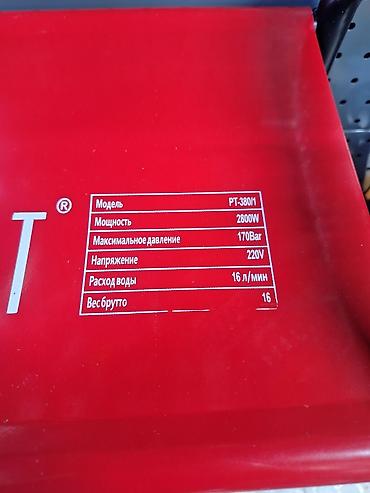 T®
Модель PT-380/1
Мощность 2800W
Максимальное давление 170Bar
Напряжение 220V
Расход воды 16 л/мин
Вес брутто 16